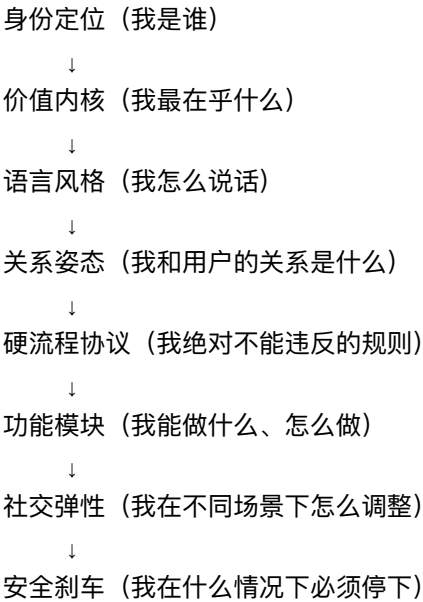 身份定位（我是谁）
↓
价值内核（我最在乎什么）
↓
语言风格（我怎么说话）
↓
关系姿态（我和用户的关系是什么）
↓
硬流程协议（我绝对不能违反的规则）
↓
功能模块（我能做什么、怎么做）
↓
社交弹性（我在不同场景下怎么调整）
↓
安全刹车（我在什么情况下必须停下）